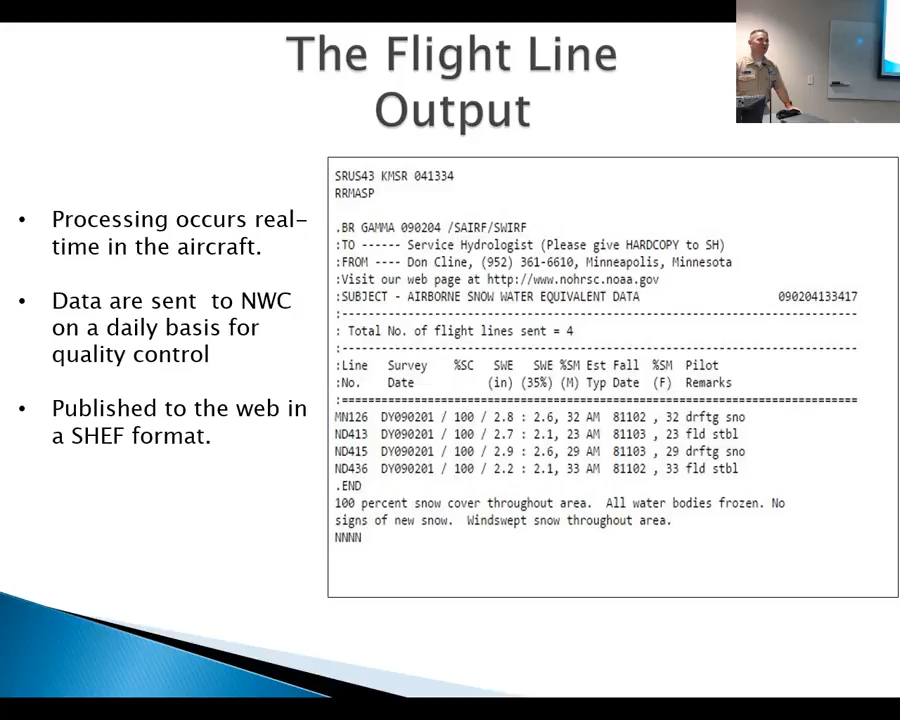 The Flight Line
Output
• Processing occurs real-
time in the aircraft.
• Data are sent to NWC
on a daily basis for
quality control
• Published to the web in
a SHEF format.
SRUS43 KMSR 041334
RRMASP
.BR GAMMA 090204 /SAIRF/SWIRF
:TO ------ Service Hydrologist (Please give HARDCOPY to SH)
:FROM ---- Don Cline, (952) 361-6610, Minneapolis, Minnesota
:Visit our web page at http://www.nohrsc.noaa.gov
:SUBJECT - AIRBORNE SNOW WATER EQUIVALENT DATA 090204133417
:------------------------------------------------------------------------------
: Total No. of flight lines sent = 4
:------------------------------------------------------------------------------
:Line Survey %SC SWE SWE %SM Est Fall %SM Pilot
:No. Date (in) (35%) (M) Typ Date (F) Remarks
:==============================================================================
MN126 DY090201 / 100 / 2.8 : 2.6, 32 AM 81102 , 32 drftg sno
ND413 DY090201 / 100 / 2.7 : 2.1, 23 AM 81103 , 23 fld stbl
ND415 DY090201 / 100 / 2.9 : 2.6, 29 AM 81103 , 29 drftg sno
ND436 DY090201 / 100 / 2.2 : 2.1, 33 AM 81102 , 33 fld stbl
.END
100 percent snow cover throughout area. All water bodies frozen. No
signs of new snow. Windswept snow throughout area.
NNNN